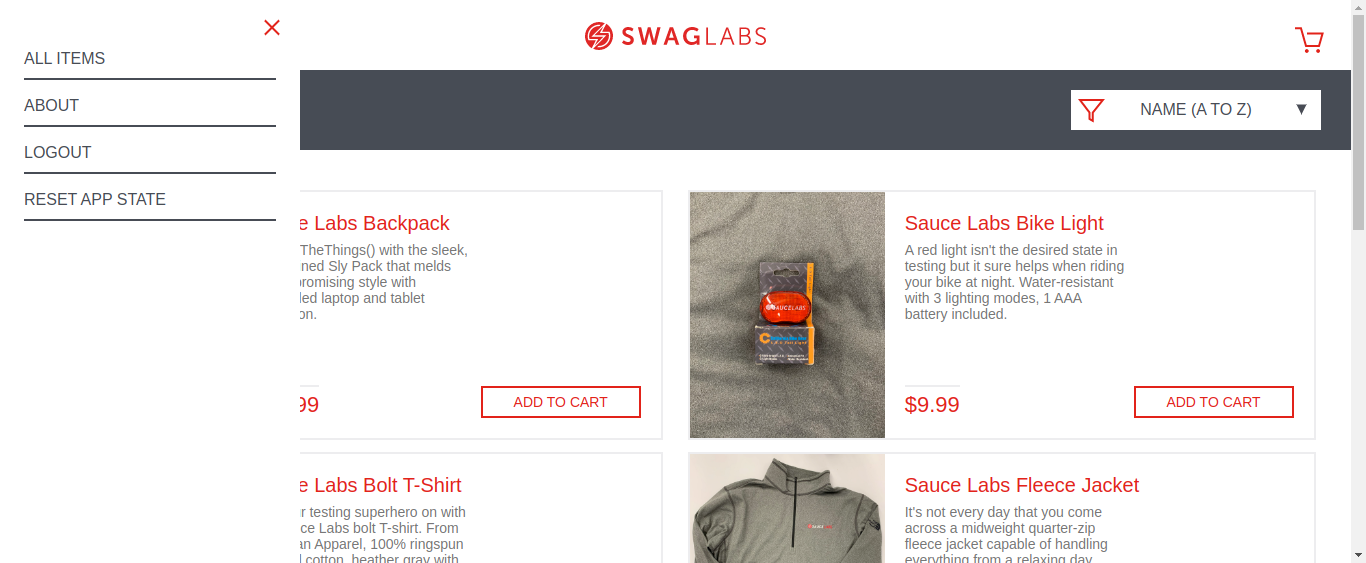 ALL ITEMS
ABOUT
LOGOUT
RESET APP STATE
SWAGLABS
NAME (A TO Z) ▼
e Labs Backpack
TheThings() with the sleek,
ned Sly Pack that melds
promising style with
led laptop and tablet
on.
99
ADD TO CART
SAUCELABS
Sauce Labs Bike Light
A red light isn't the desired state in
testing but it sure helps when riding
your bike at night. Water-resistant
with 3 lighting modes, 1 AAA
battery included.
$9.99
ADD TO CART
e Labs Bolt T-Shirt
r testing superhero on with
ce Labs bolt T-shirt. From
an Apparel, 100% ringspun
l cotton, heather gray with
Sauce Labs Fleece Jacket
It's not every day that you come
across a midweight quarter-zip
fleece jacket capable of handling
everything from a relaxing day